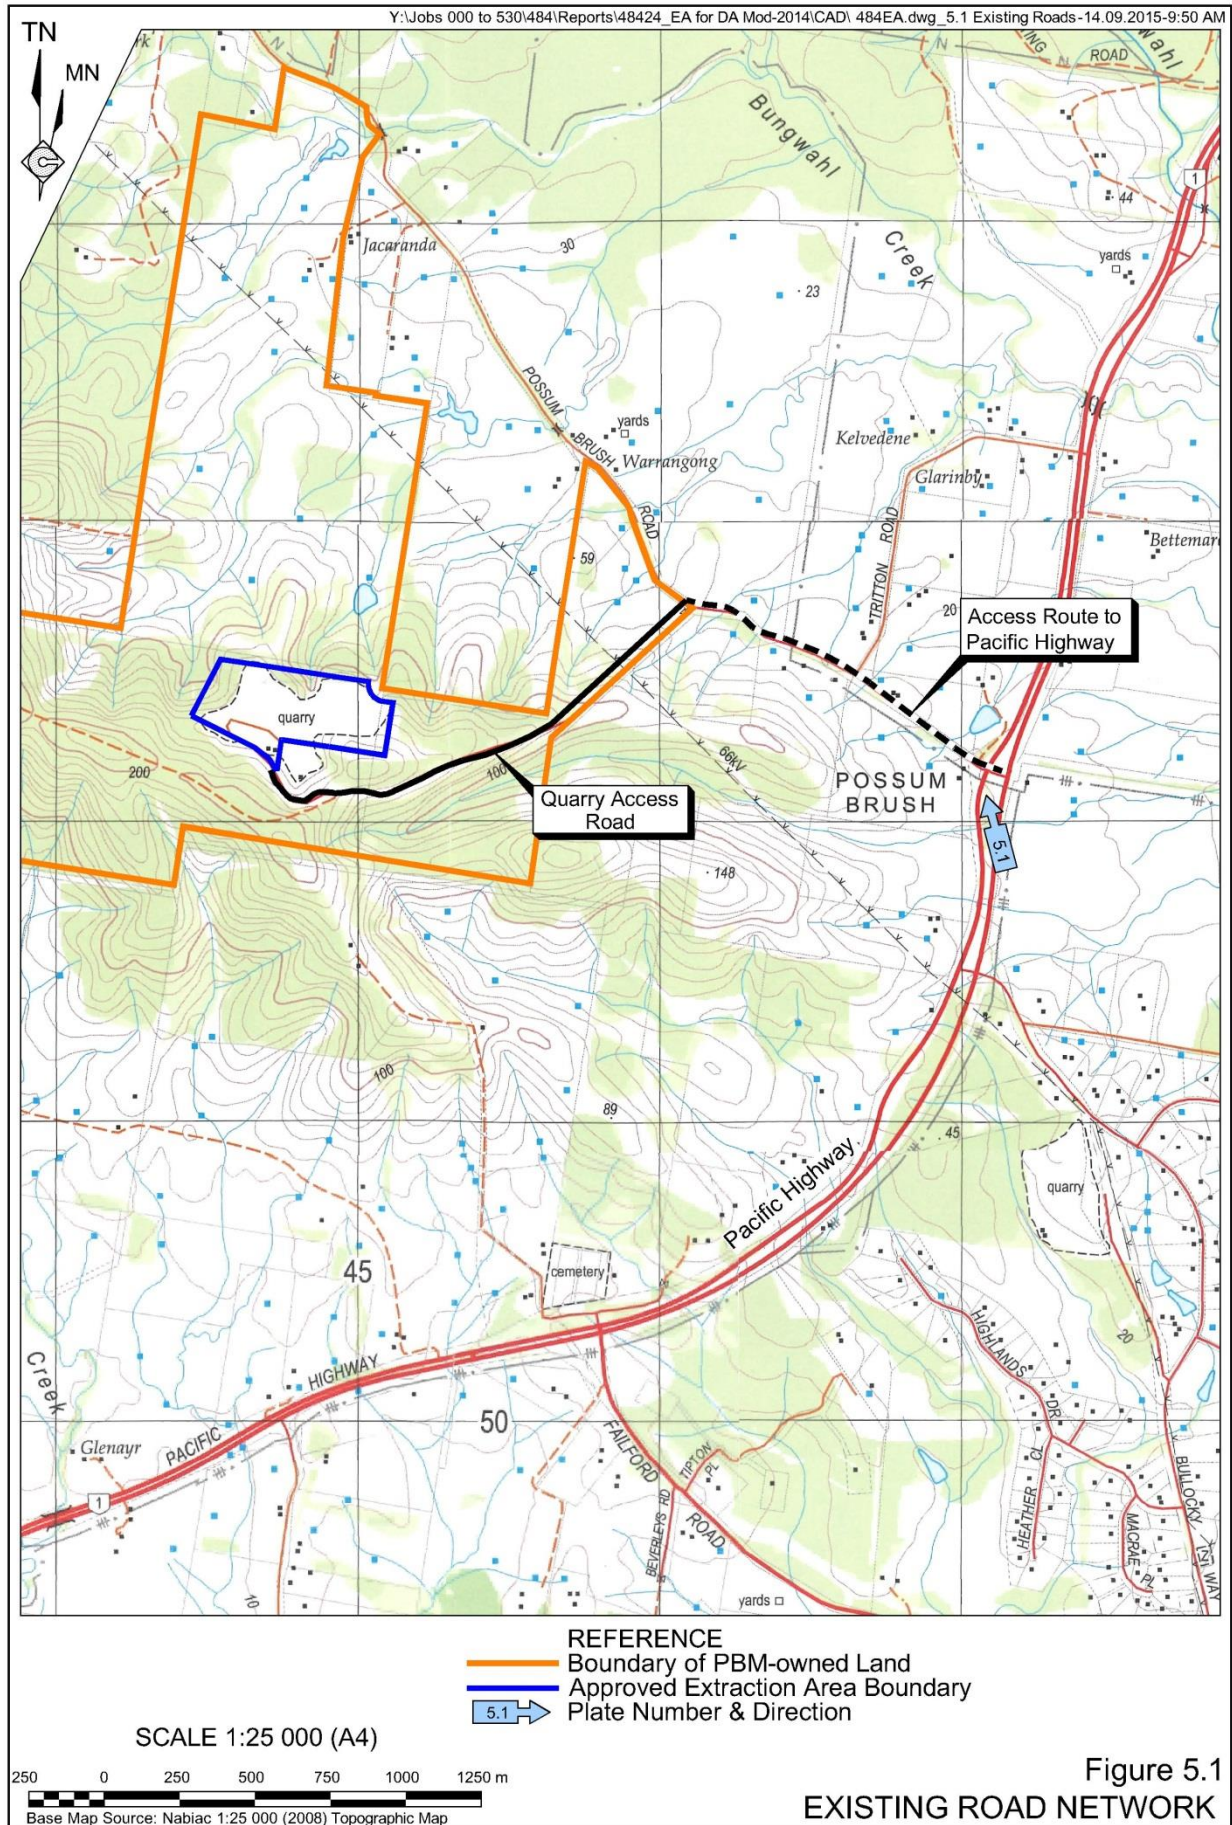 Y:\Jobs 000 to 530\484\Reports\48424_EA for DA Mod-2014\CAD\ 484EA.dwg_5.1 Existing Roads-14.09.2015-9:50 AM
TN
MN
N
N
ROAD
Bungwahl
Creek
1
44
yards
Jacaranda
30
23
POSSUM
BRUSH
ROAD
yards
Warrangong
Kelvedene
Glarinby
TRITTON ROAD
59
20
Access Route to
Pacific Highway
quarry
200
100
Quarry Access
Road
66kV
POSSUM
BRUSH
5.1
148
100
89
45
Pacific Highway
quarry
cemetery
45
Creek
HIGHWAY
PACIFIC
50
Glenayr
1
10
FAILFORD
ROAD
TIPTON
PL
BEVERLEYS RD
yards
HIGHLANDS
DR
HEATHER CL
MACRAE PL
20
BULLOCKY
WAY
REFERENCE
Boundary of PBM-owned Land
Approved Extraction Area Boundary
5.1 Plate Number & Direction
SCALE 1:25 000 (A4)
250 0 250 500 750 1000 1250 m
Base Map Source: Nabiac 1:25 000 (2008) Topographic Map
Figure 5.1
EXISTING ROAD NETWORK